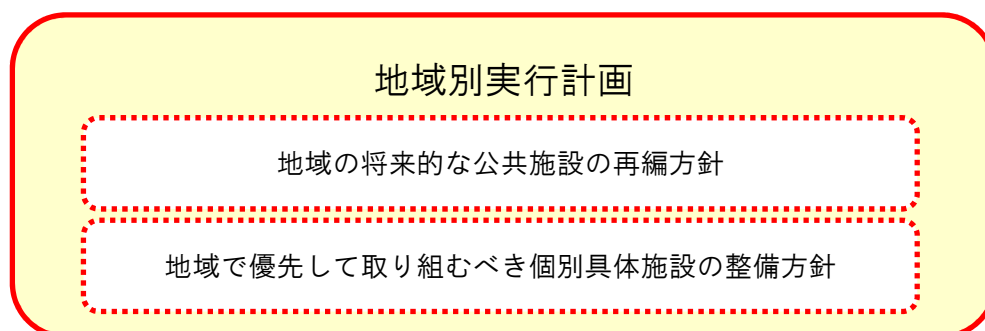 地域別実行計画
地域の将来的な公共施設の再編方針
地域で優先して取り組むべき個別具体施設の整備方針